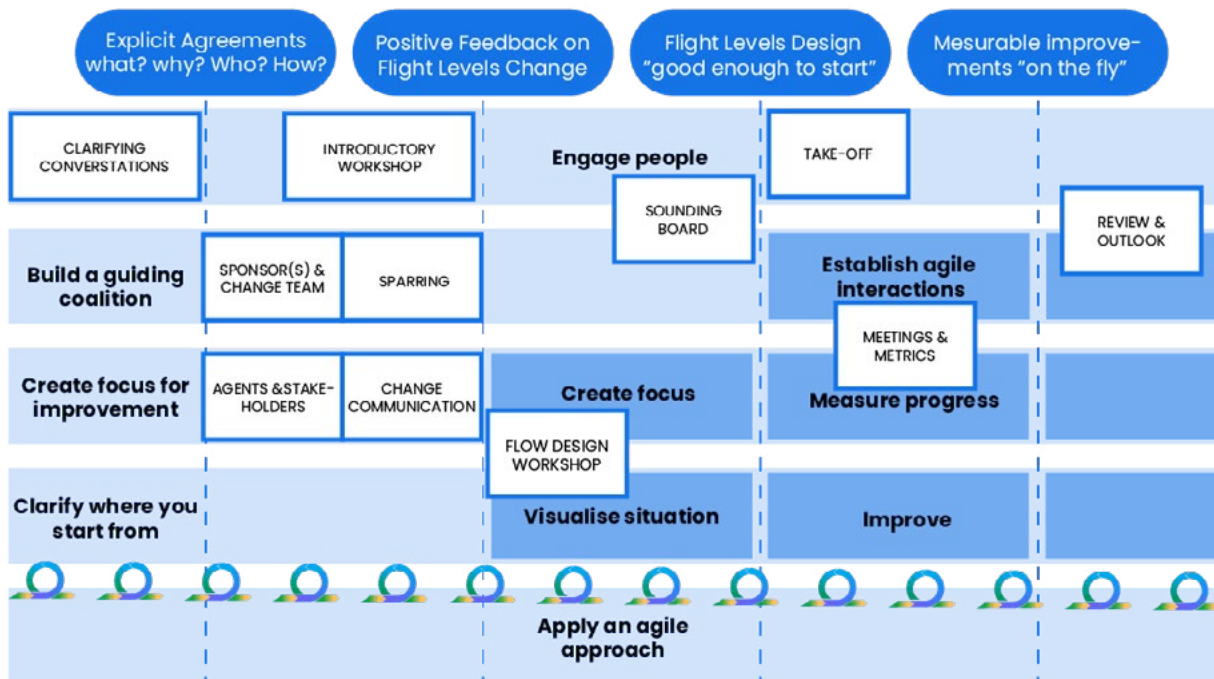 Explicit Agreements
what? why? Who? How?
Positive Feedback on
Flight Levels Change
Flight Levels Design
"good enough to start"
Mesurable improve-
ments "on the fly"
CLARIFYING
CONVERSTATIONS
INTRODUCTORY
WORKSHOP
Engage people
TAKE-OFF
SOUNDING
BOARD
REVIEW &
OUTLOOK
Build a guiding
coalition
SPONSOR(S) &
CHANGE TEAM
SPARRING
Establish agile
interactions
MEETINGS &
METRICS
Create focus for
improvement
AGENTS & STAKE-
HOLDERS
CHANGE
COMMUNICATION
Create focus
Measure progress
FLOW DESIGN
WORKSHOP
Clarify where you
start from
Visualise situation
Improve
Apply an agile
approach